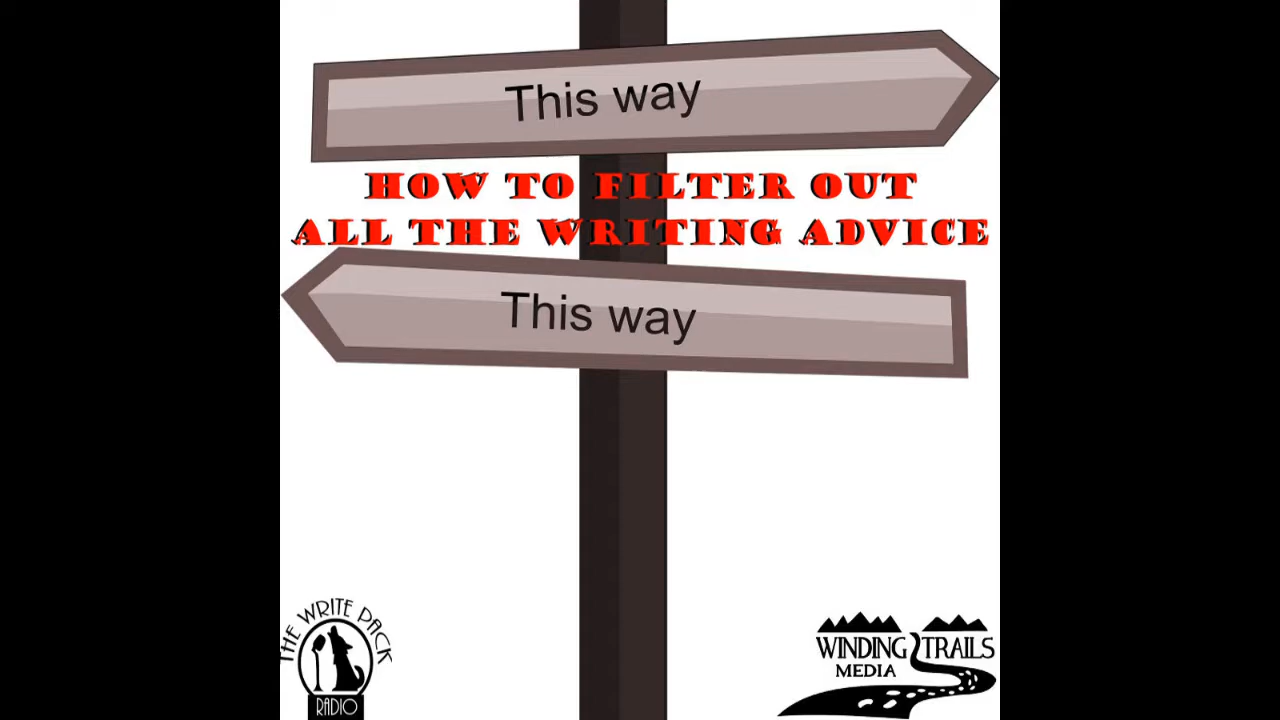 This way
HOW TO FILTER OUT
ALL THE WRITING ADVICE
This way
THE WRITE PACK
RADIO
WINDING TRAILS
MEDIA